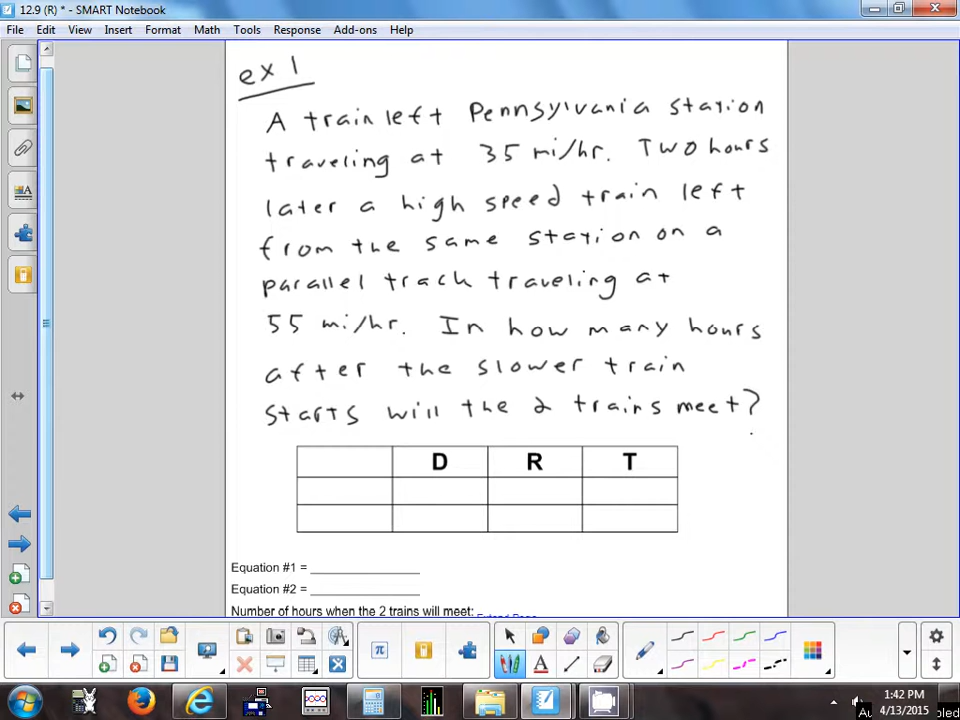 12.9 (R) * - SMART Notebook
File Edit View Insert Format Math Tools Response Add-ons Help
ex 1
A train left Pennsylvania station
traveling at 35 mi/hr. Two hours
later a high speed train left
from the same station on a
parallel track traveling at
55 mi/hr. In how many hours
after the slower train
starts will the 2 trains meet?
D R T
Equation #1 = ____________
Equation #2 = ____________
Number of hours when the 2 trains will meet: Extend Page
1:42 PM
4/13/2015